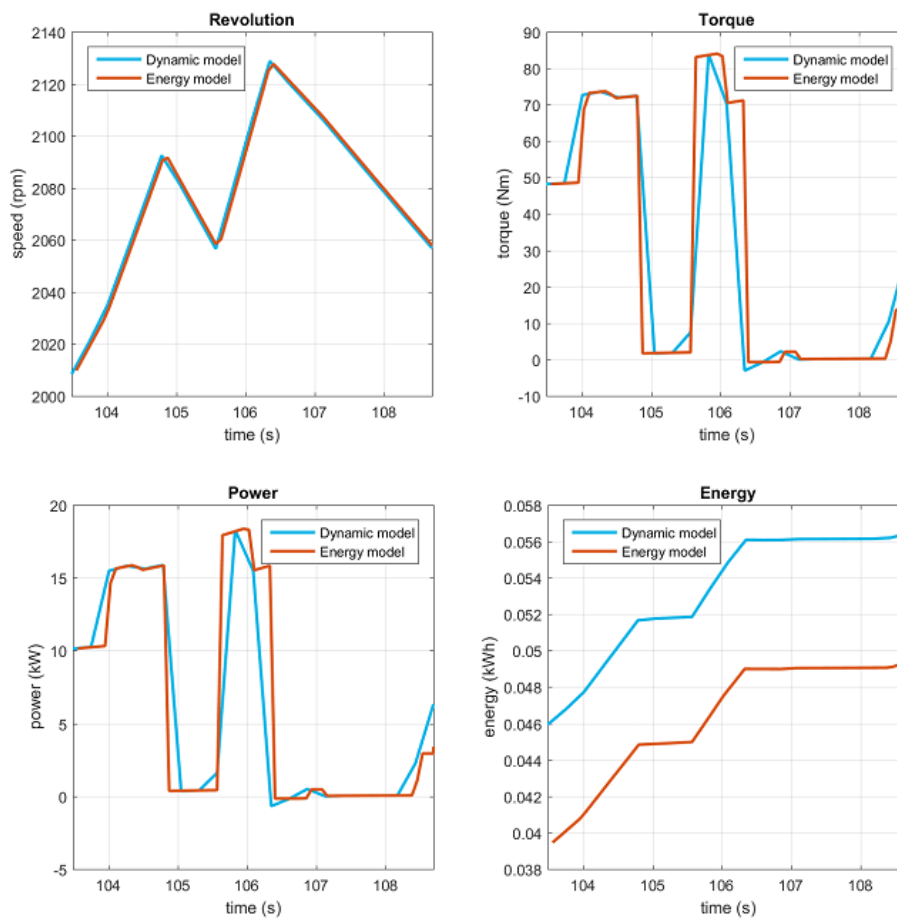 Revolution
2140
2120
2100
2080
2060
2040
2020
2000
speed (rpm)
Dynamic model
Energy model
104 105 106 107 108
time (s)
Torque
90
80
70
60
50
40
30
20
10
0
-10
torque (Nm)
Dynamic model
Energy model
104 105 106 107 108
time (s)
Power
20
15
10
5
0
-5
power (kW)
Dynamic model
Energy model
104 105 106 107 108
time (s)
Energy
0.058
0.056
0.054
0.052
0.05
0.048
0.046
0.044
0.042
0.04
0.038
energy (kWh)
Dynamic model
Energy model
104 105 106 107 108
time (s)